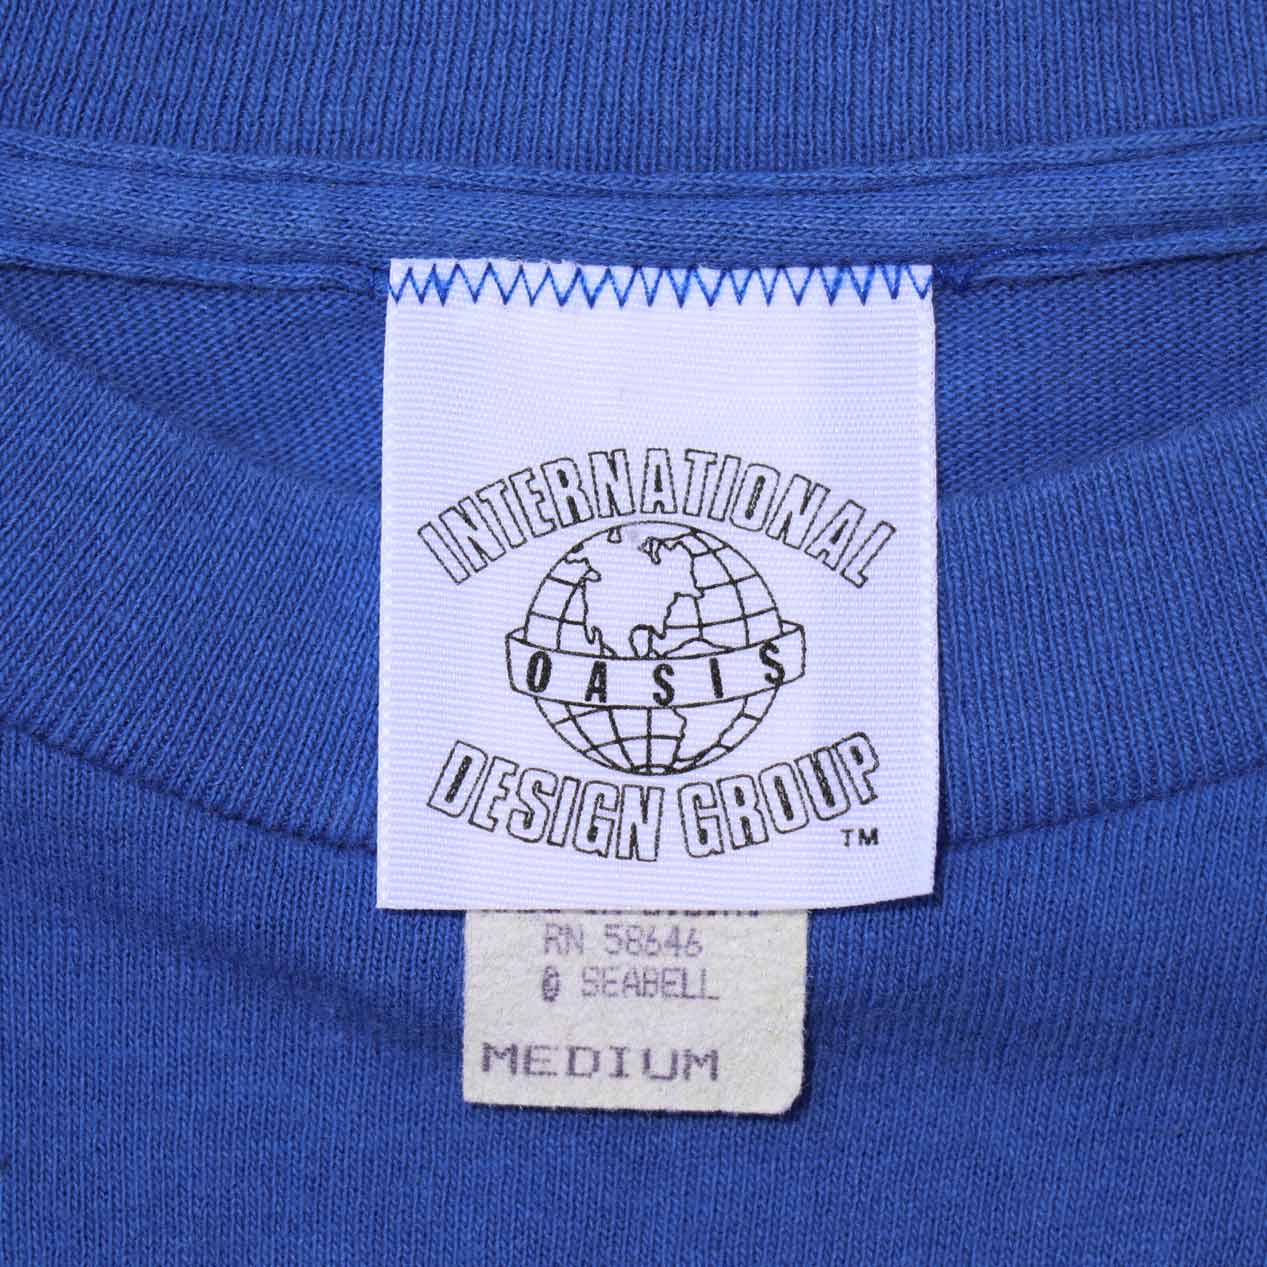 INTERNATIONAL
OASIS
DESIGN GROUP
TM
RN 58646
© SEABELL
MEDIUM